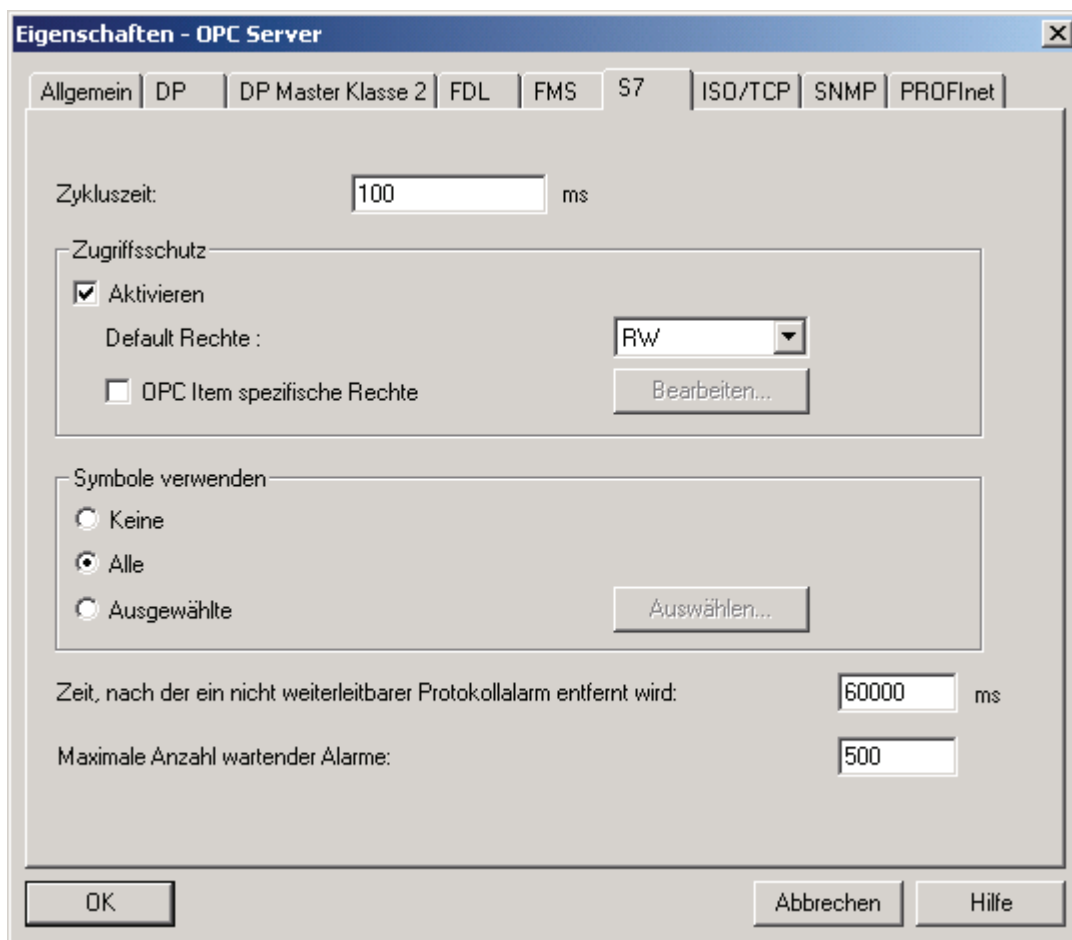 Eigenschaften - OPC Server
Allgemein DP DP Master Klasse 2 FDL FMS S7 ISO/TCP SNMP PROFInet
Zykluszeit: 100 ms
Zugriffsschutz
Aktivieren
Default Rechte : RW
OPC Item spezifische Rechte Bearbeiten...
Symbole verwenden
Keine
Alle
Ausgewählte Auswählen...
Zeit, nach der ein nicht weiterleitbarer Protokollalarm entfernt wird: 60000 ms
Maximale Anzahl wartender Alarme: 500
OK Abbrechen Hilfe